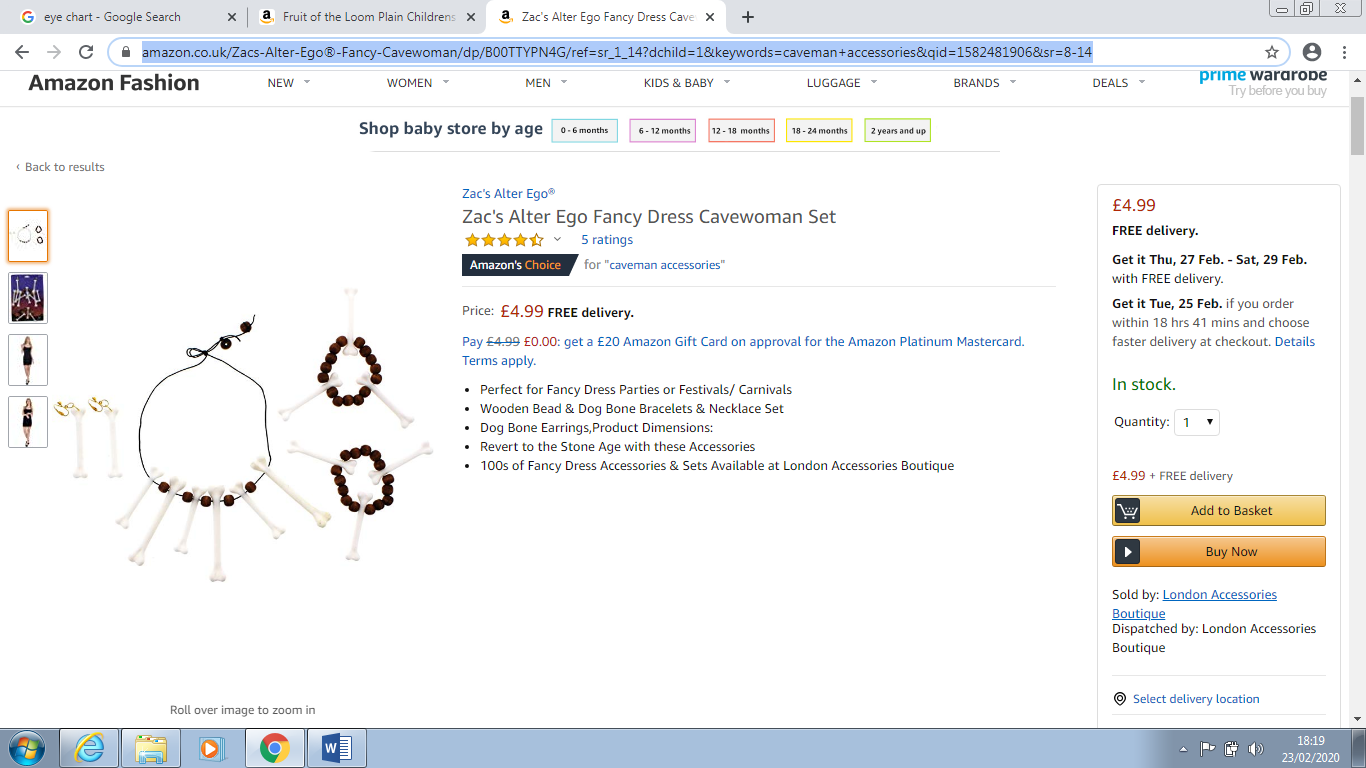 eye chart - Google Search
Fruit of the Loom Plain Childrens
Zac's Alter Ego Fancy Dress Cave
amazon.co.uk/Zacs-Alter-Ego®-Fancy-Cavewoman/dp/B00TTYPN4G/ref=sr_1_14?dchild=1&keywords=caveman+accessories&qid=1582481906&sr=8-14
Amazon Fashion
NEW
WOMEN
MEN
KIDS & BABY
LUGGAGE
BRANDS
DEALS
prime wardrobe
Try before you buy
Shop baby store by age
0 - 6 months
6 - 12 months
12 - 18 months
18 - 24 months
2 years and up
‹ Back to results
Zac's Alter Ego®
Zac's Alter Ego Fancy Dress Cavewoman Set
5 ratings
Amazon's Choice for "caveman accessories"
Price: £4.99 FREE delivery.
Pay £4.99 £0.00: get a £20 Amazon Gift Card on approval for the Amazon Platinum Mastercard.
Terms apply.
• Perfect for Fancy Dress Parties or Festivals/ Carnivals
• Wooden Bead & Dog Bone Bracelets & Necklace Set
• Dog Bone Earrings,Product Dimensions:
• Revert to the Stone Age with these Accessories
• 100s of Fancy Dress Accessories & Sets Available at London Accessories Boutique
Roll over image to zoom in
£4.99
FREE delivery.
Get it Thu, 27 Feb. - Sat, 29 Feb.
with FREE delivery.
Get it Tue, 25 Feb. if you order
within 18 hrs 41 mins and choose
faster delivery at checkout. Details
In stock.
Quantity: 1
£4.99 + FREE delivery
Add to Basket
Buy Now
Sold by: London Accessories
Boutique
Dispatched by: London Accessories
Boutique
Select delivery location
18:19
23/02/2020